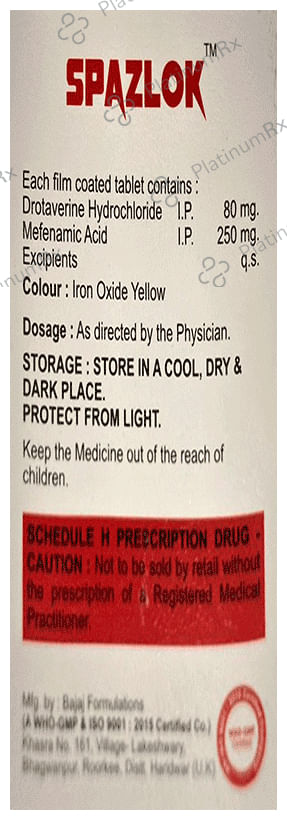 SPAZLOK™
Each film coated tablet contains :
Drotaverine Hydrochloride I.P. 80 mg.
Mefenamic Acid I.P. 250 mg.
Excipients q.s.
Colour : Iron Oxide Yellow
Dosage : As directed by the Physician.
STORAGE : STORE IN A COOL, DRY &
DARK PLACE.
PROTECT FROM LIGHT.
Keep the Medicine out of the reach of
children.
SCHEDULE H PRESCRIPTION DRUG -
CAUTION : Not to be sold by retail without
the prescription of a Registered Medical
Practitioner.
Mfg. by : Bajaj Formulations
(A WHO-GMP & ISO 9001 : 2015 Certified Co.)
Khasra No. 161, Village- Lakeshwary,
Bhagwanpur, Roorkee, Distt. Haridwar (U.K)
PlatinumRx
PlatinumRx
PlatinumRx